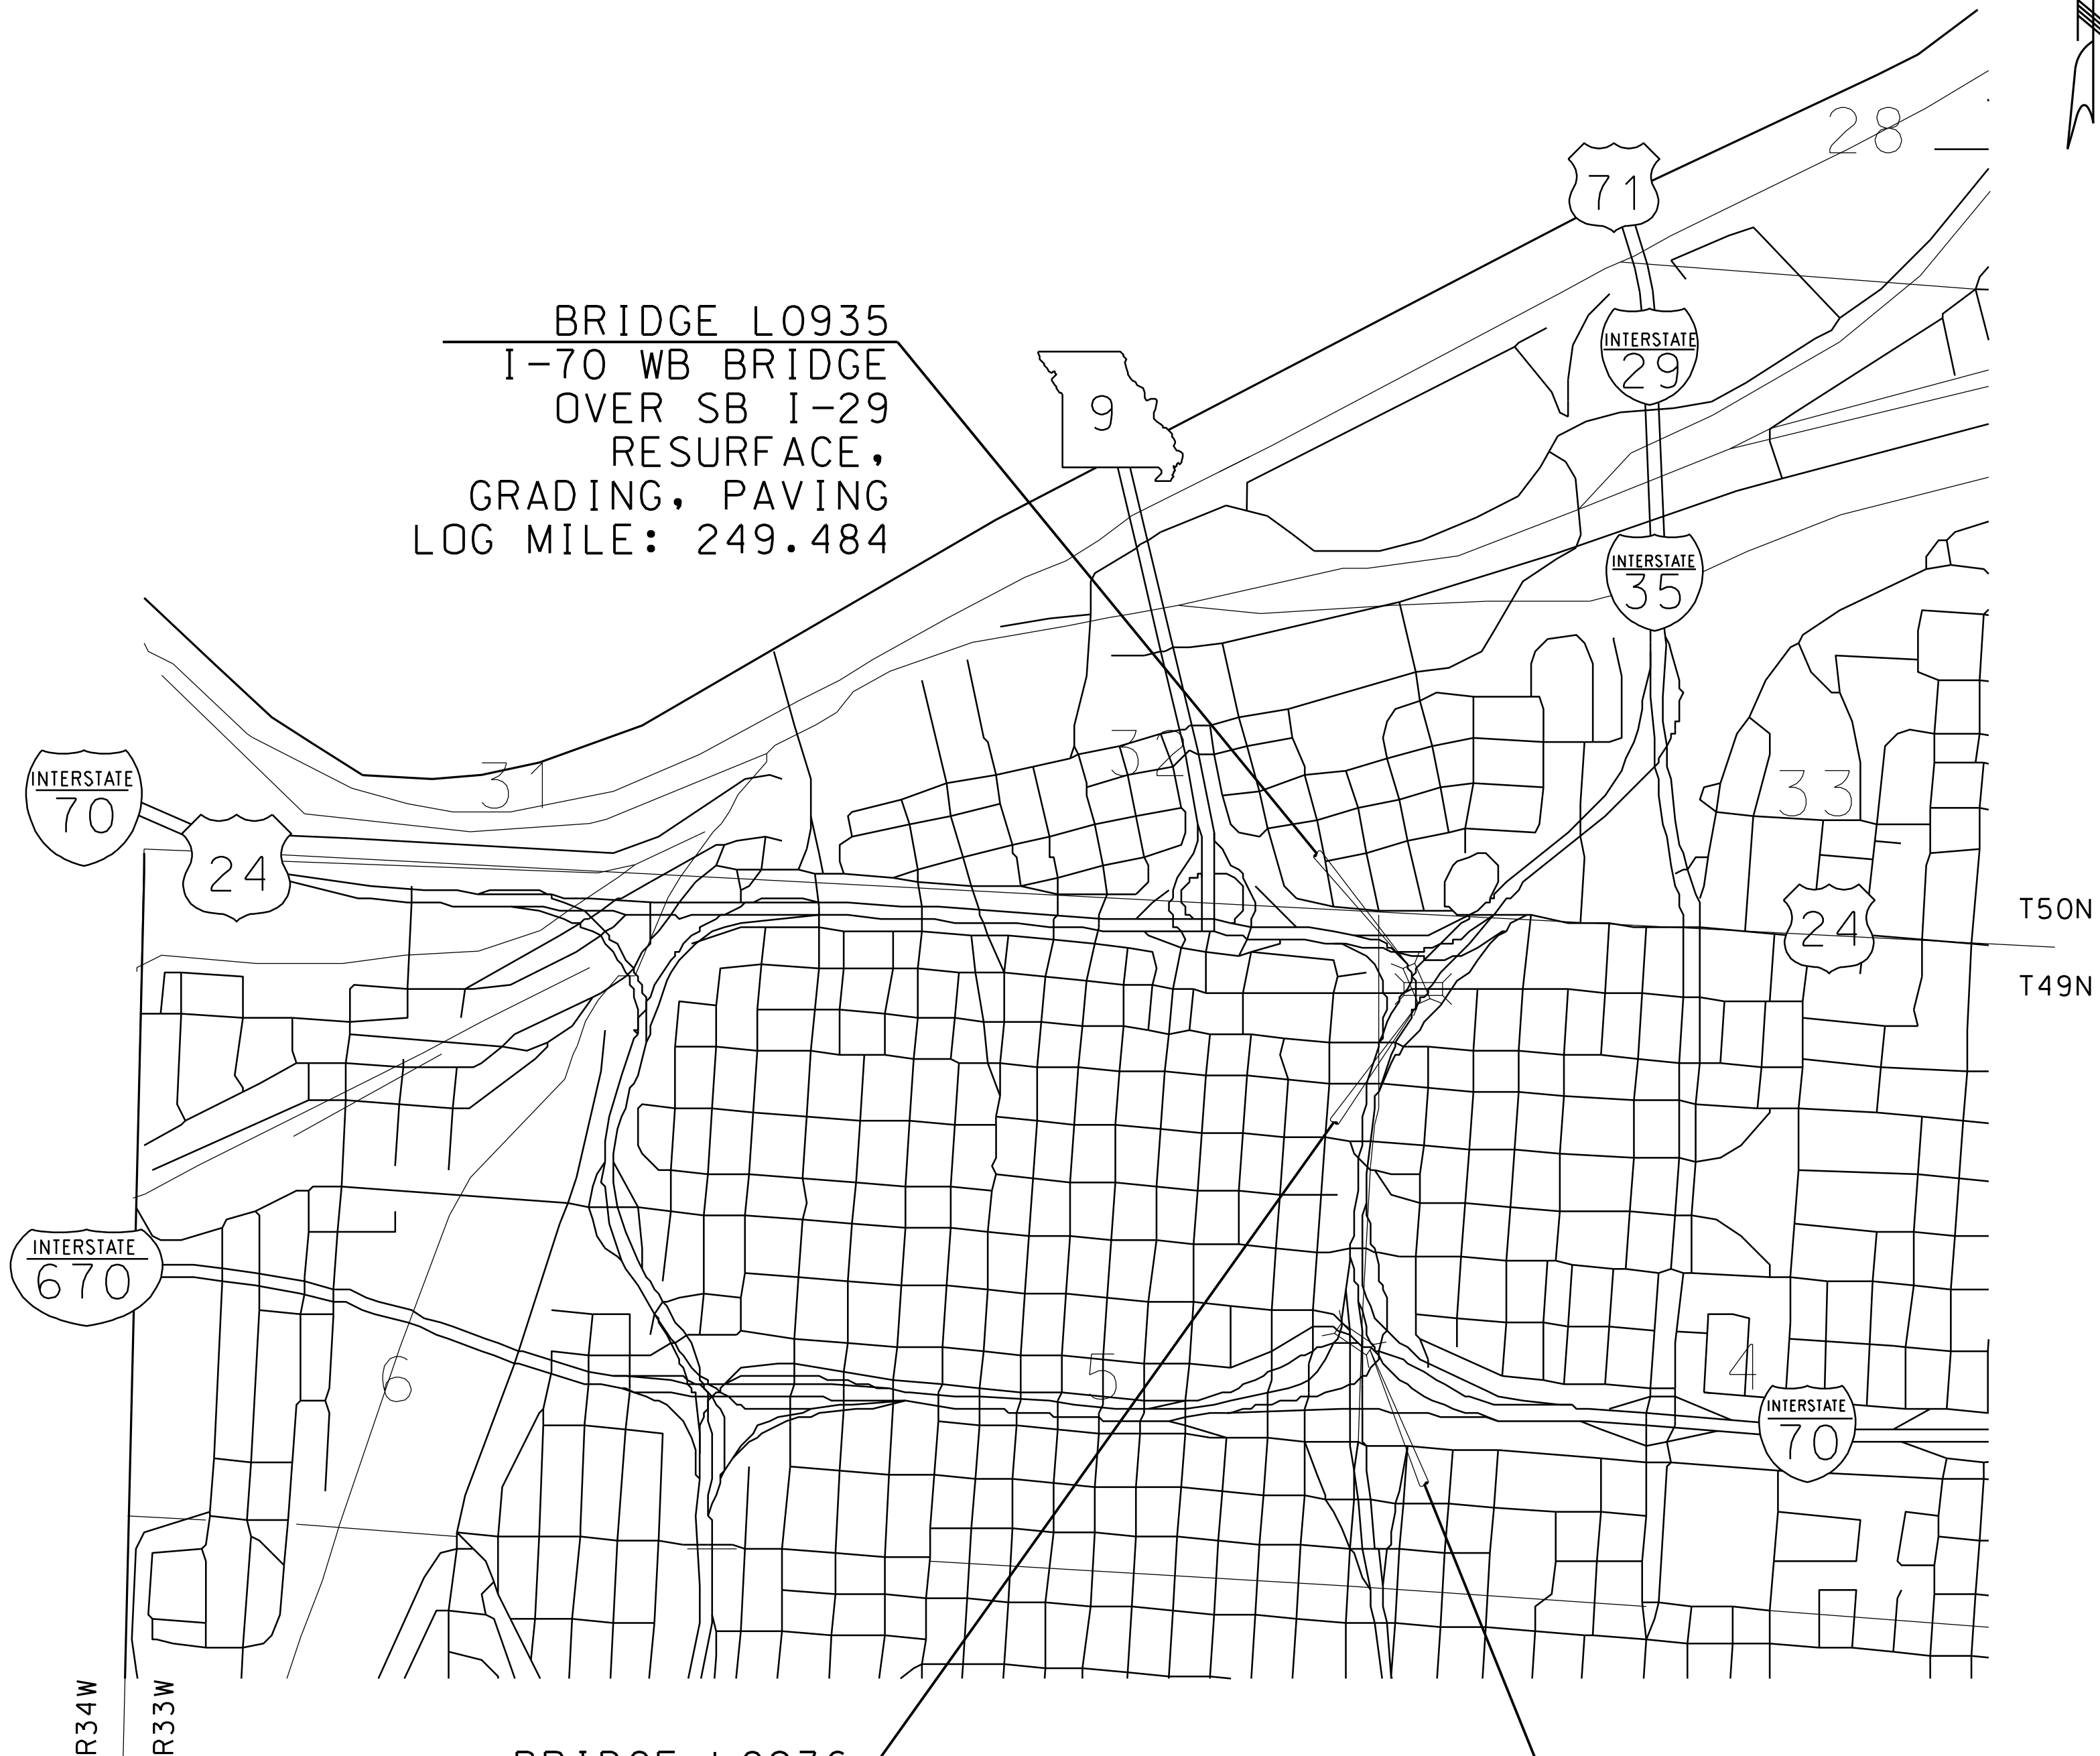 28
71
INTERSTATE
29
BRIDGE L0935
I-70 WB BRIDGE
OVER SB I-29
RESURFACE,
GRADING, PAVING
LOG MILE: 249.484
9
INTERSTATE
35
32
31
33
INTERSTATE
70
24
24
T50N
T49N
INTERSTATE
670
6
5
4
INTERSTATE
70
R34W
R33W